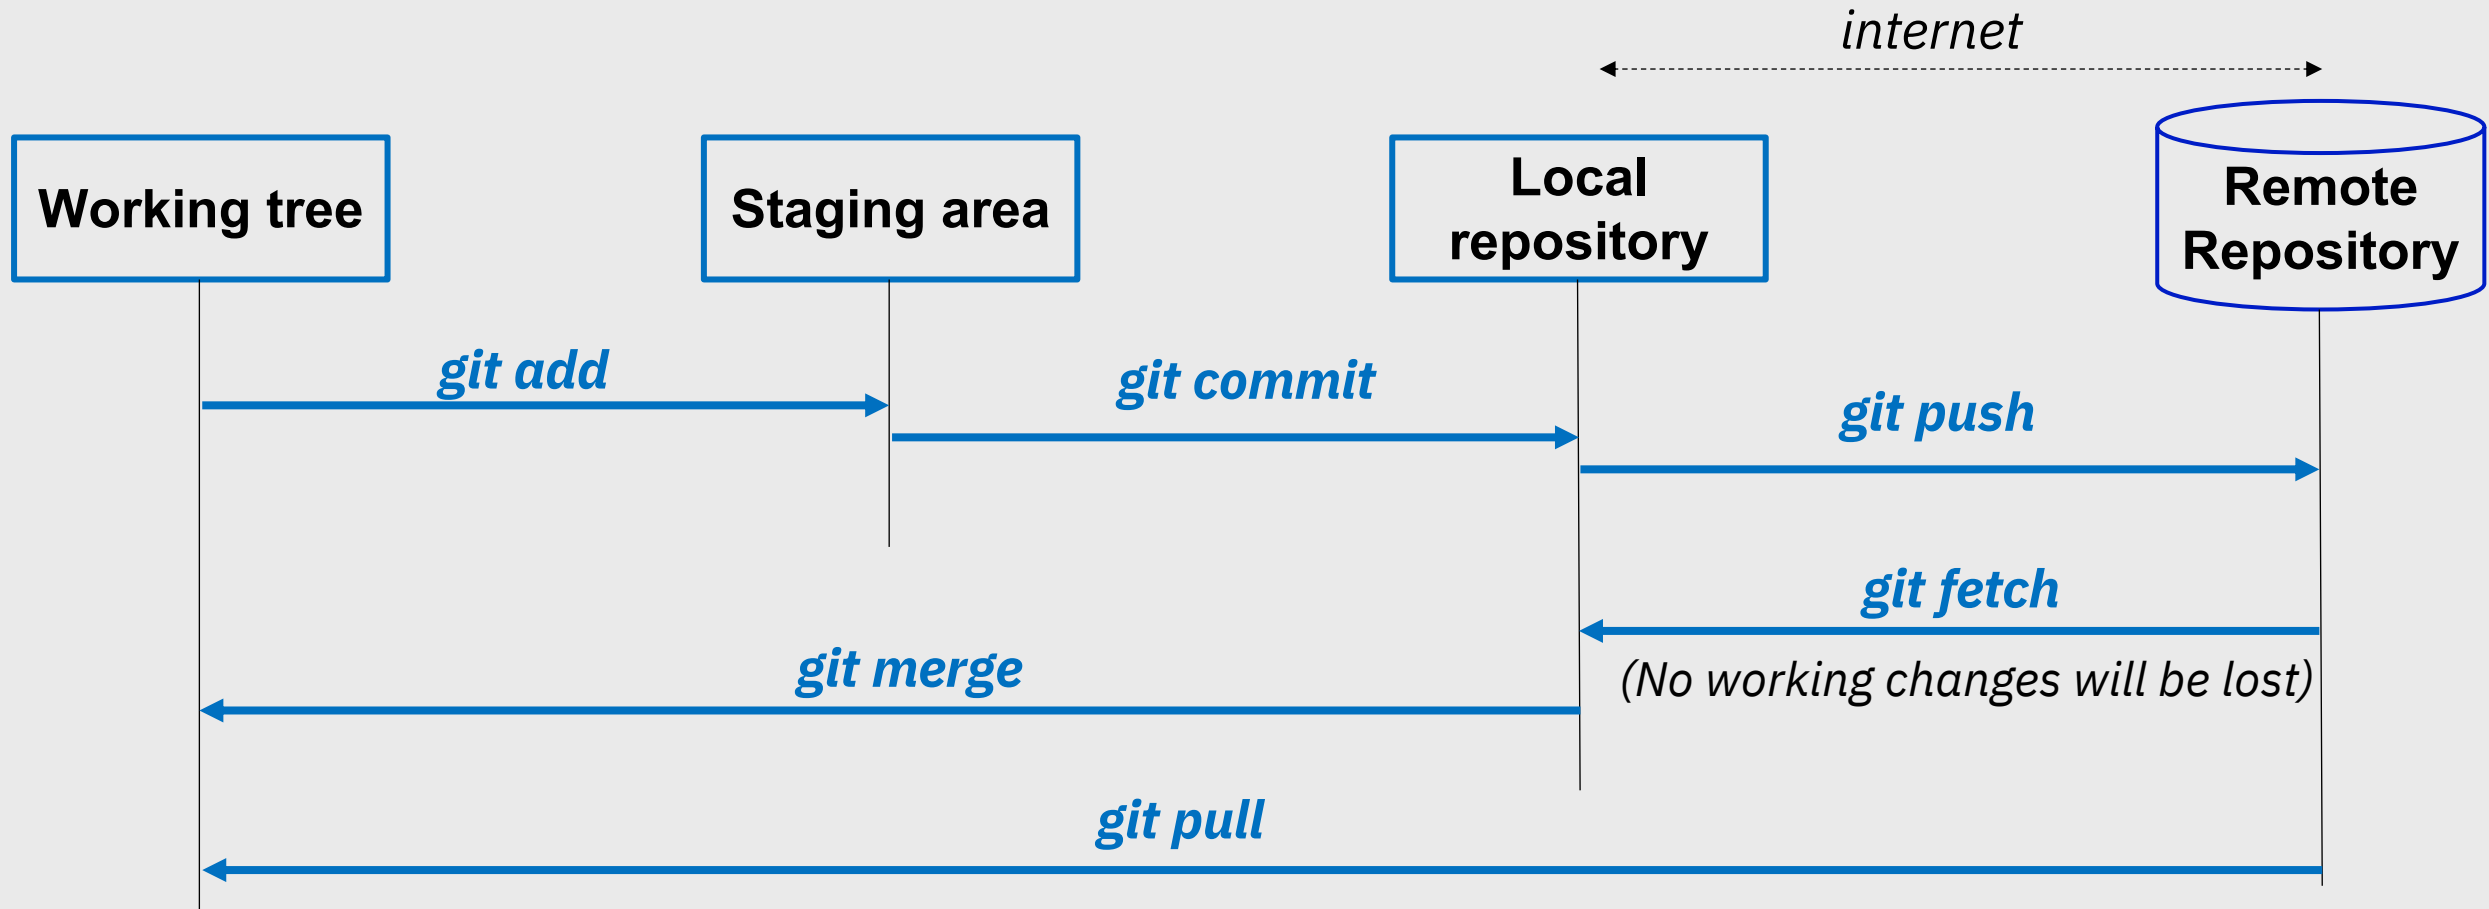 internet
Working tree
Staging area
Local
repository
Remote
Repository
git add
git commit
git push
git fetch
git merge
(No working changes will be lost)
git pull